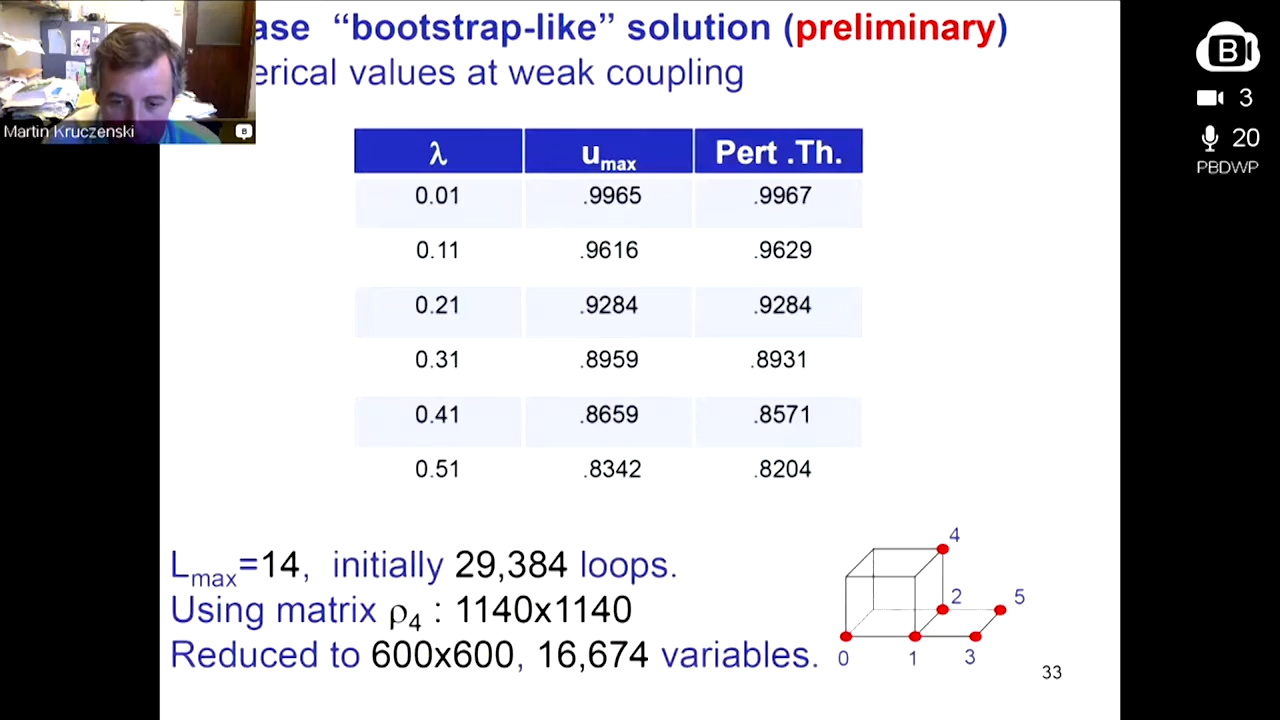 ase “bootstrap-like” solution (preliminary)
erical values at weak coupling
Martin Kruczenski
B
B
3
20
PBDWP
λ u_max Pert .Th.
0.01 .9965 .9967
0.11 .9616 .9629
0.21 .9284 .9284
0.31 .8959 .8931
0.41 .8659 .8571
0.51 .8342 .8204
L_max=14, initially 29,384 loops.
Using matrix ρ₄ : 1140x1140
Reduced to 600x600, 16,674 variables.
4
2
5
0
1
3
33